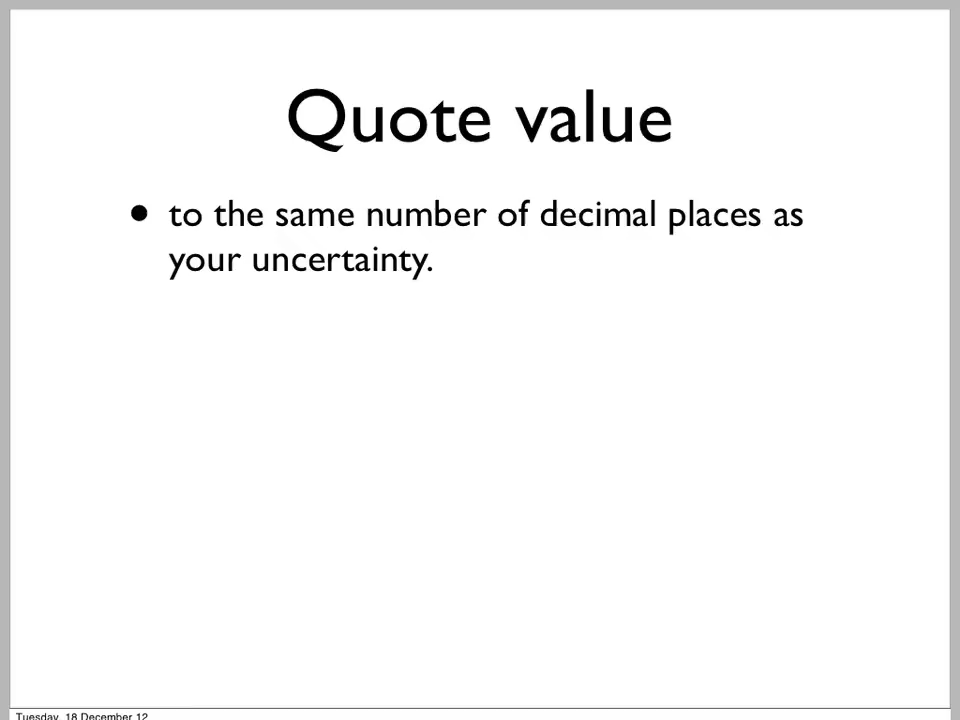 Quote value
• to the same number of decimal places as
your uncertainty.
Tuesday, 18 December 12